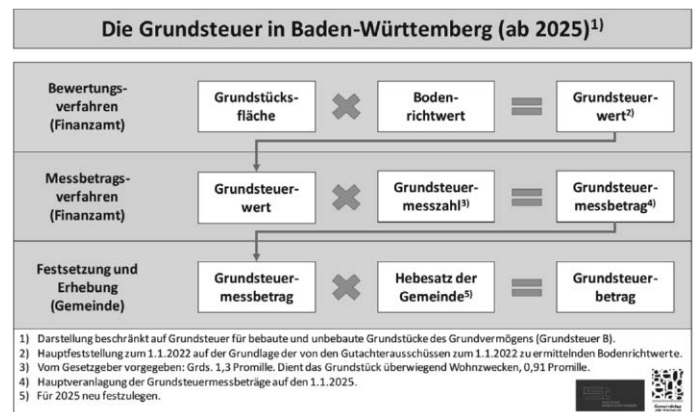 Die Grundsteuer in Baden-Württemberg (ab 2025)1)
Bewertungs-
verfahren
(Finanzamt)
Grundstücks-
fläche
Boden-
richtwert
Grundsteuer-
wert2)
Messbetrags-
verfahren
(Finanzamt)
Grundsteuer-
wert
Grundsteuer-
messzahl3)
Grundsteuer-
messbetrag4)
Festsetzung und
Erhebung
(Gemeinde)
Grundsteuer-
messbetrag
Hebesatz der
Gemeinde5)
Grundsteuer-
betrag
1) Darstellung beschränkt auf Grundsteuer für bebaute und unbebaute Grundstücke des Grundvermögens (Grundsteuer B).
2) Hauptfeststellung zum 1.1.2022 auf der Grundlage der von den Gutachterausschüssen zum 1.1.2022 zu ermittelnden Bodenrichtwerte.
3) Vom Gesetzgeber vorgegeben: Grds. 1,3 Promille. Dient das Grundstück überwiegend Wohnzwecken, 0,91 Promille.
4) Hauptveranlagung der Grundsteuermessbeträge auf den 1.1.2025.
5) Für 2025 neu festzulegen.